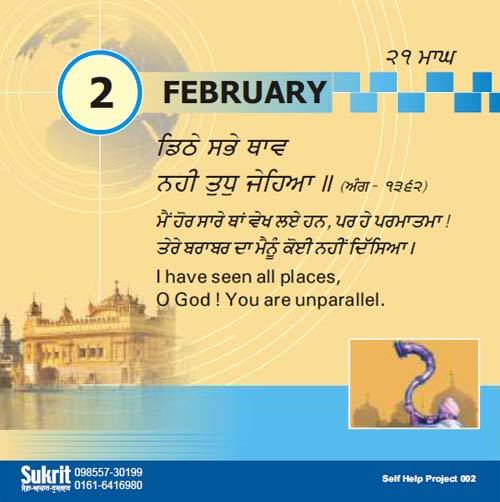 ੨੧ ਮਾਘ
2 FEBRUARY
ਡਿਠੇ ਸਭੇ ਥਾਵ
ਨਹੀ ਤੁਧੁ ਜੇਹਿਆ ॥ (ਅੰਗ - ੧੩੬੨)
ਮੈਂ ਹੋਰ ਸਾਰੇ ਥਾਂ ਵੇਖ ਲਏ ਹਨ, ਪਰ ਹੇ ਪਰਮਾਤਮਾ !
ਤੇਰੇ ਬਰਾਬਰ ਦਾ ਮੈਨੂੰ ਕੋਈ ਨਹੀਂ ਦਿੱਸਿਆ ।
I have seen all places,
O God ! You are unparallel.
Sukrit 098557-30199
0161-6416980
Self Help Project 002